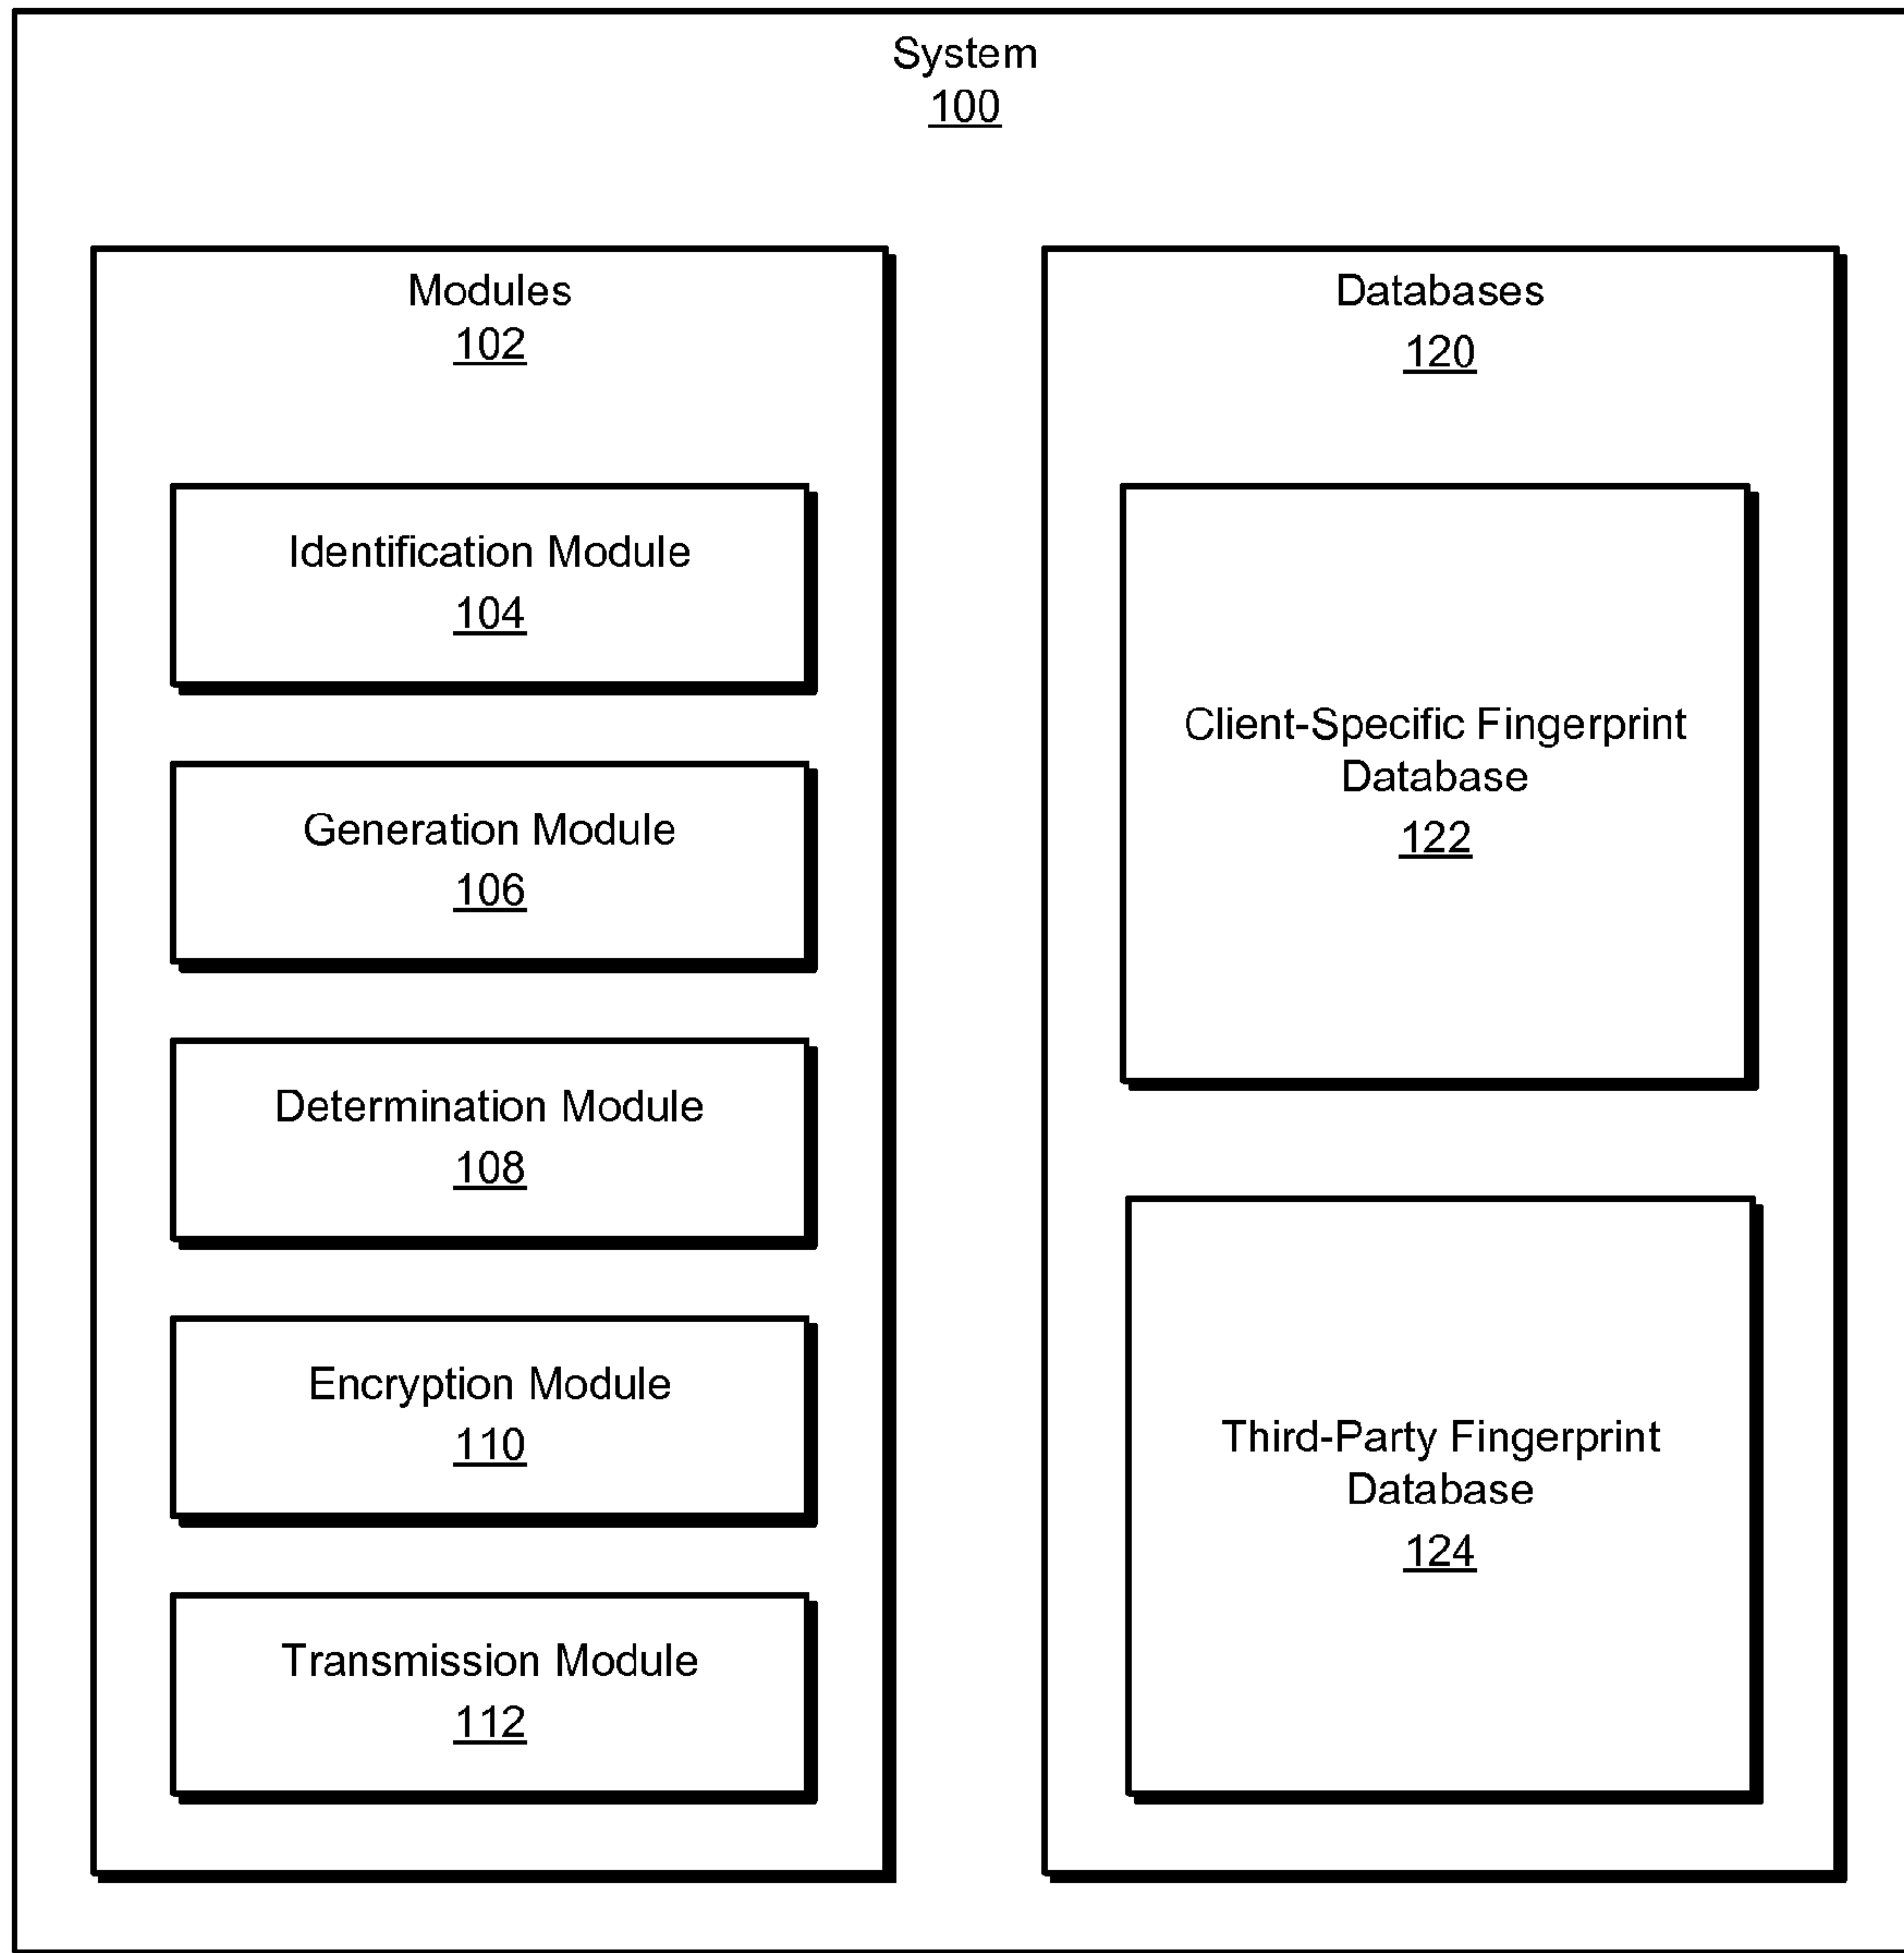 System
100
Modules
102
Identification Module
104
Generation Module
106
Determination Module
108
Encryption Module
110
Transmission Module
112
Databases
120
Client-Specific Fingerprint
Database
122
Third-Party Fingerprint
Database
124